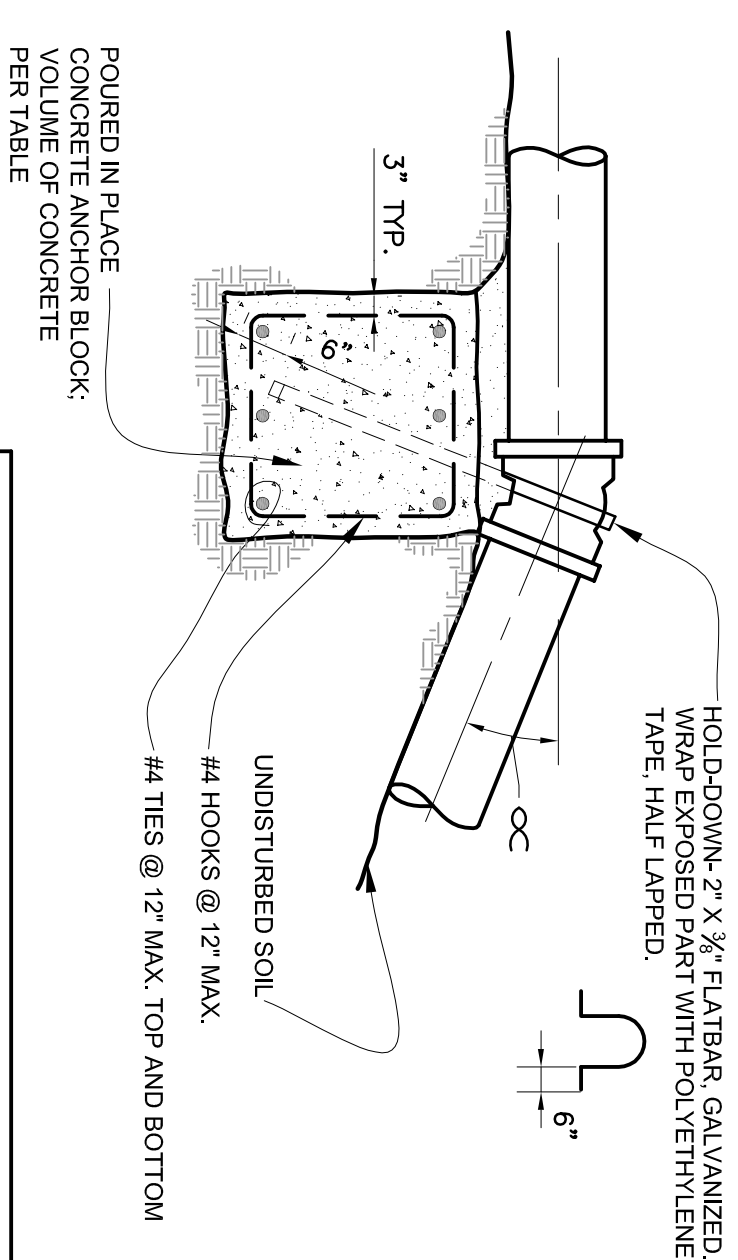 HOLD-DOWN- 2" X 3/8" FLATBAR, GALVANIZED.
WRAP EXPOSED PART WITH POLYETHYLENE
TAPE, HALF LAPPED.
∝
6"
3" TYP.
6"
UNDISTURBED SOIL
#4 HOOKS @ 12" MAX.
#4 TIES @ 12" MAX. TOP AND BOTTOM
POURED IN PLACE
CONCRETE ANCHOR BLOCK;
VOLUME OF CONCRETE
PER TABLE